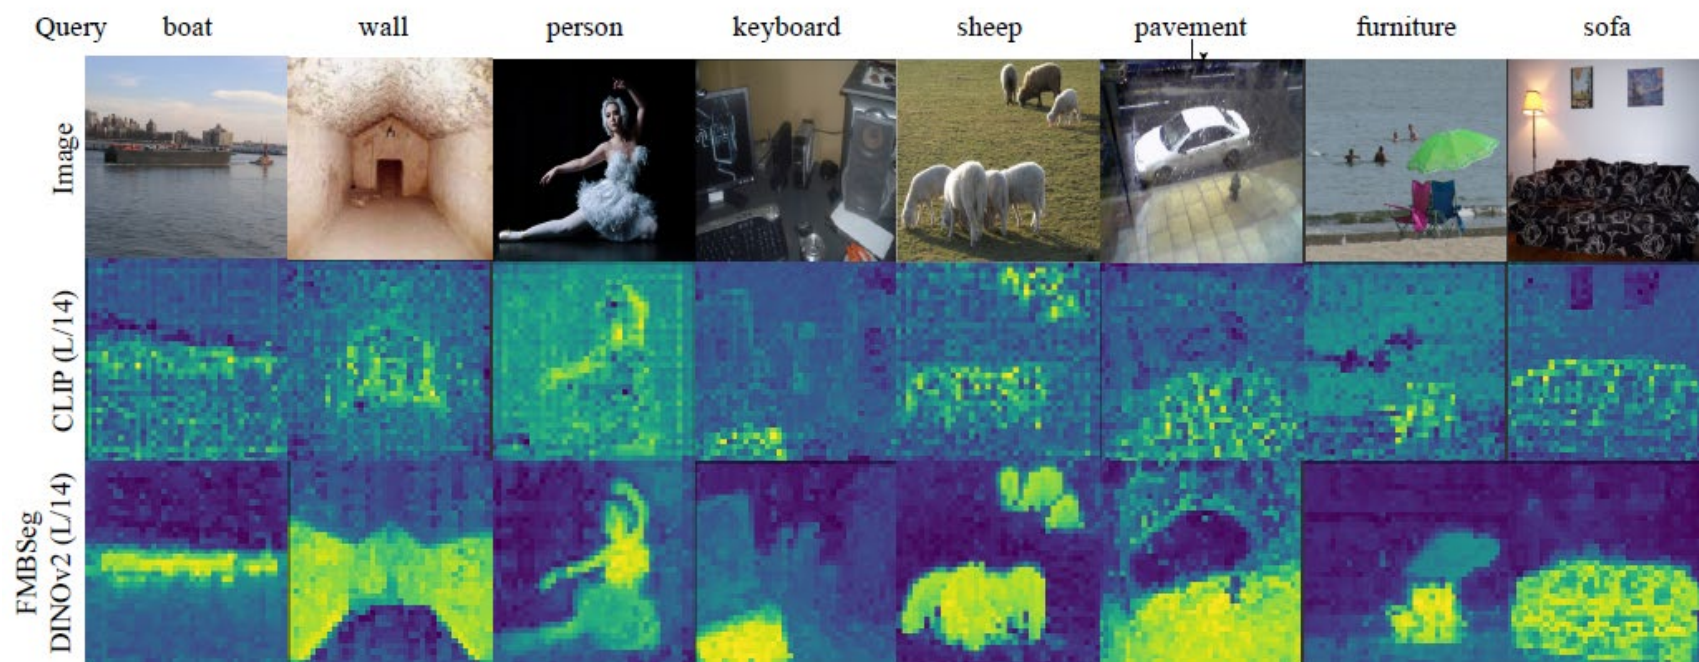 Query boat wall person keyboard sheep pavement furniture sofa
Image
CLIP (L/14)
FMBSeg
DINOv2 (L/14)